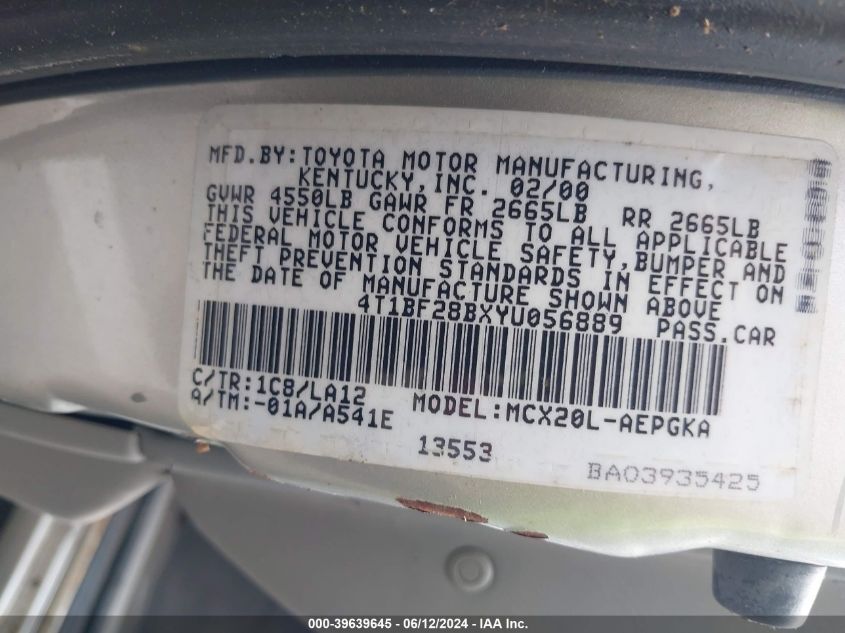 MFD.BY:TOYOTA MOTOR MANUFACTURING,
KENTUCKY,INC. 02/00
GVWR 4550LB GAWR FR 2665LB RR 2665LB
THIS VEHICLE CONFORMS TO ALL APPLICABLE
FEDERAL MOTOR VEHICLE SAFETY,BUMPER AND
THEFT PREVENTION STANDARDS IN EFFECT ON
THE DATE OF MANUFACTURE SHOWN ABOVE
4T1BF28BXYU056889 PASS.CAR
C/TR:1C8/LA12
A/TM:-01A/A541E MODEL:MCX20L-AEPGKA
13553
BA03935425
000-39639645 - 06/12/2024 - IAA Inc.